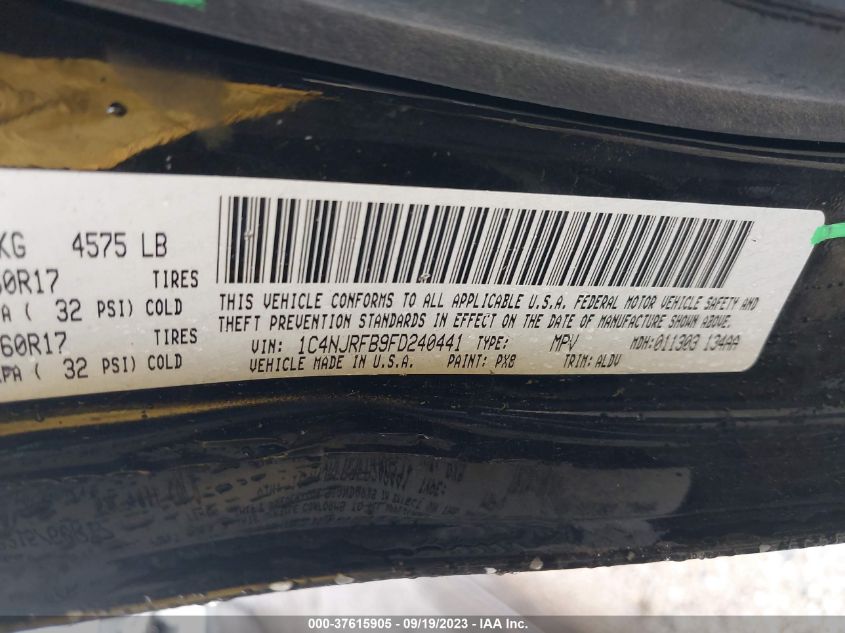 KG 4575 LB
60R17 TIRES
A ( 32 PSI) COLD
60R17 TIRES
PA ( 32 PSI) COLD
THIS VEHICLE CONFORMS TO ALL APPLICABLE U.S.A. FEDERAL MOTOR VEHICLE SAFETY AND
THEFT PREVENTION STANDARDS IN EFFECT ON THE DATE OF MANUFACTURE SHOWN ABOVE.
VIN: 1C4NJRFB9FD240441 TYPE: MPV MDH:011303 134AA
VEHICLE MADE IN U.S.A. PAINT: PX8 TRIM: ALDV
000-37615905 - 09/19/2023 - IAA Inc.